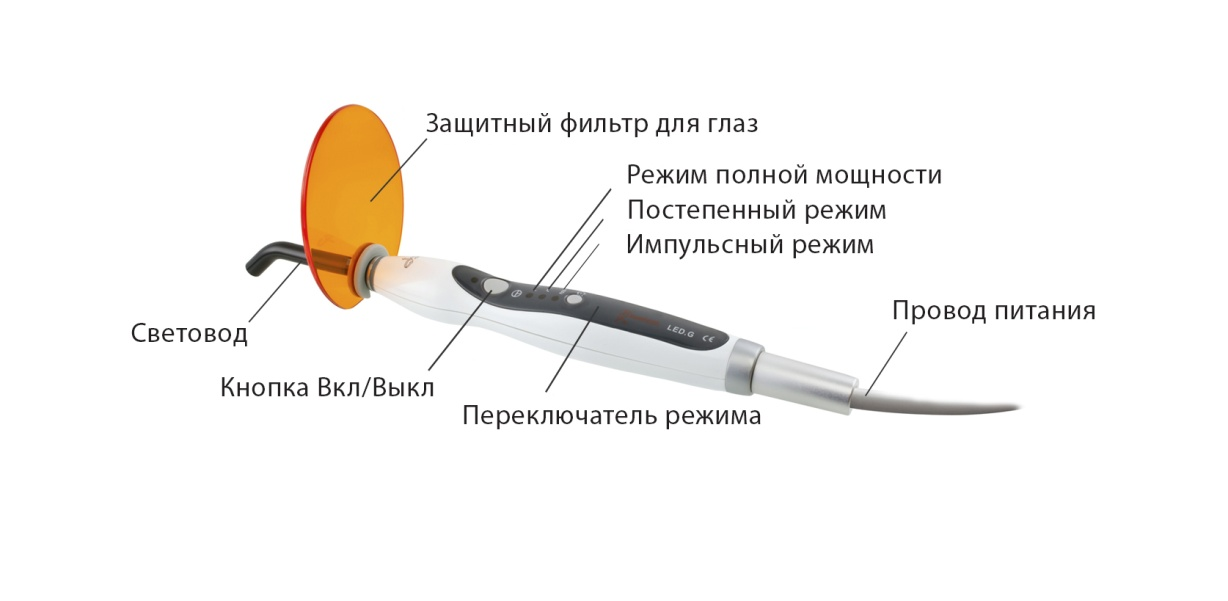 Защитный фильтр для глаз
Режим полной мощности
Постепенный режим
Импульсный режим
Провод питания
Световод
Кнопка Вкл/Выкл
Переключатель режима
LED.G CE